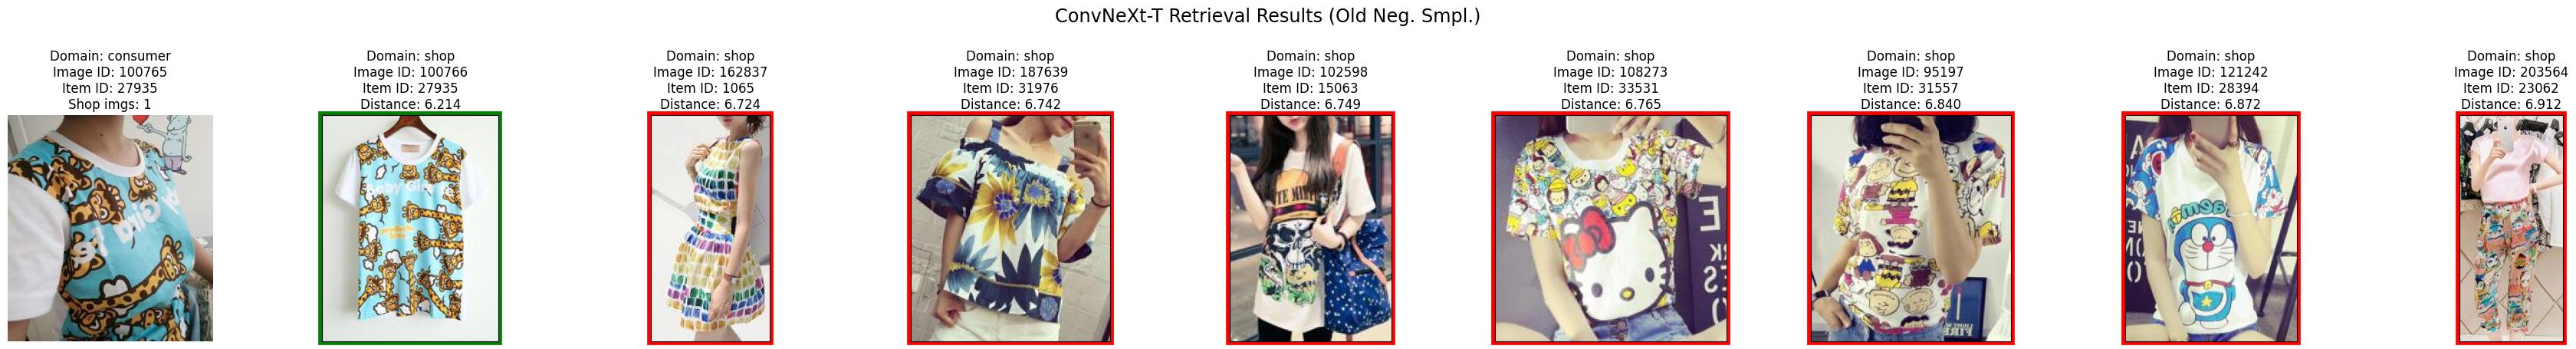 ConvNeXt-T Retrieval Results (Old Neg. Smpl.)
Domain: consumer
Image ID: 100765
Item ID: 27935
Shop imgs: 1
Domain: shop
Image ID: 100766
Item ID: 27935
Distance: 6.214
Domain: shop
Image ID: 162837
Item ID: 1065
Distance: 6.724
Domain: shop
Image ID: 187639
Item ID: 31976
Distance: 6.742
Domain: shop
Image ID: 102598
Item ID: 15063
Distance: 6.749
Domain: shop
Image ID: 108273
Item ID: 33531
Distance: 6.765
Domain: shop
Image ID: 95197
Item ID: 31557
Distance: 6.840
Domain: shop
Image ID: 121242
Item ID: 28394
Distance: 6.872
Domain: shop
Image ID: 203564
Item ID: 23062
Distance: 6.912